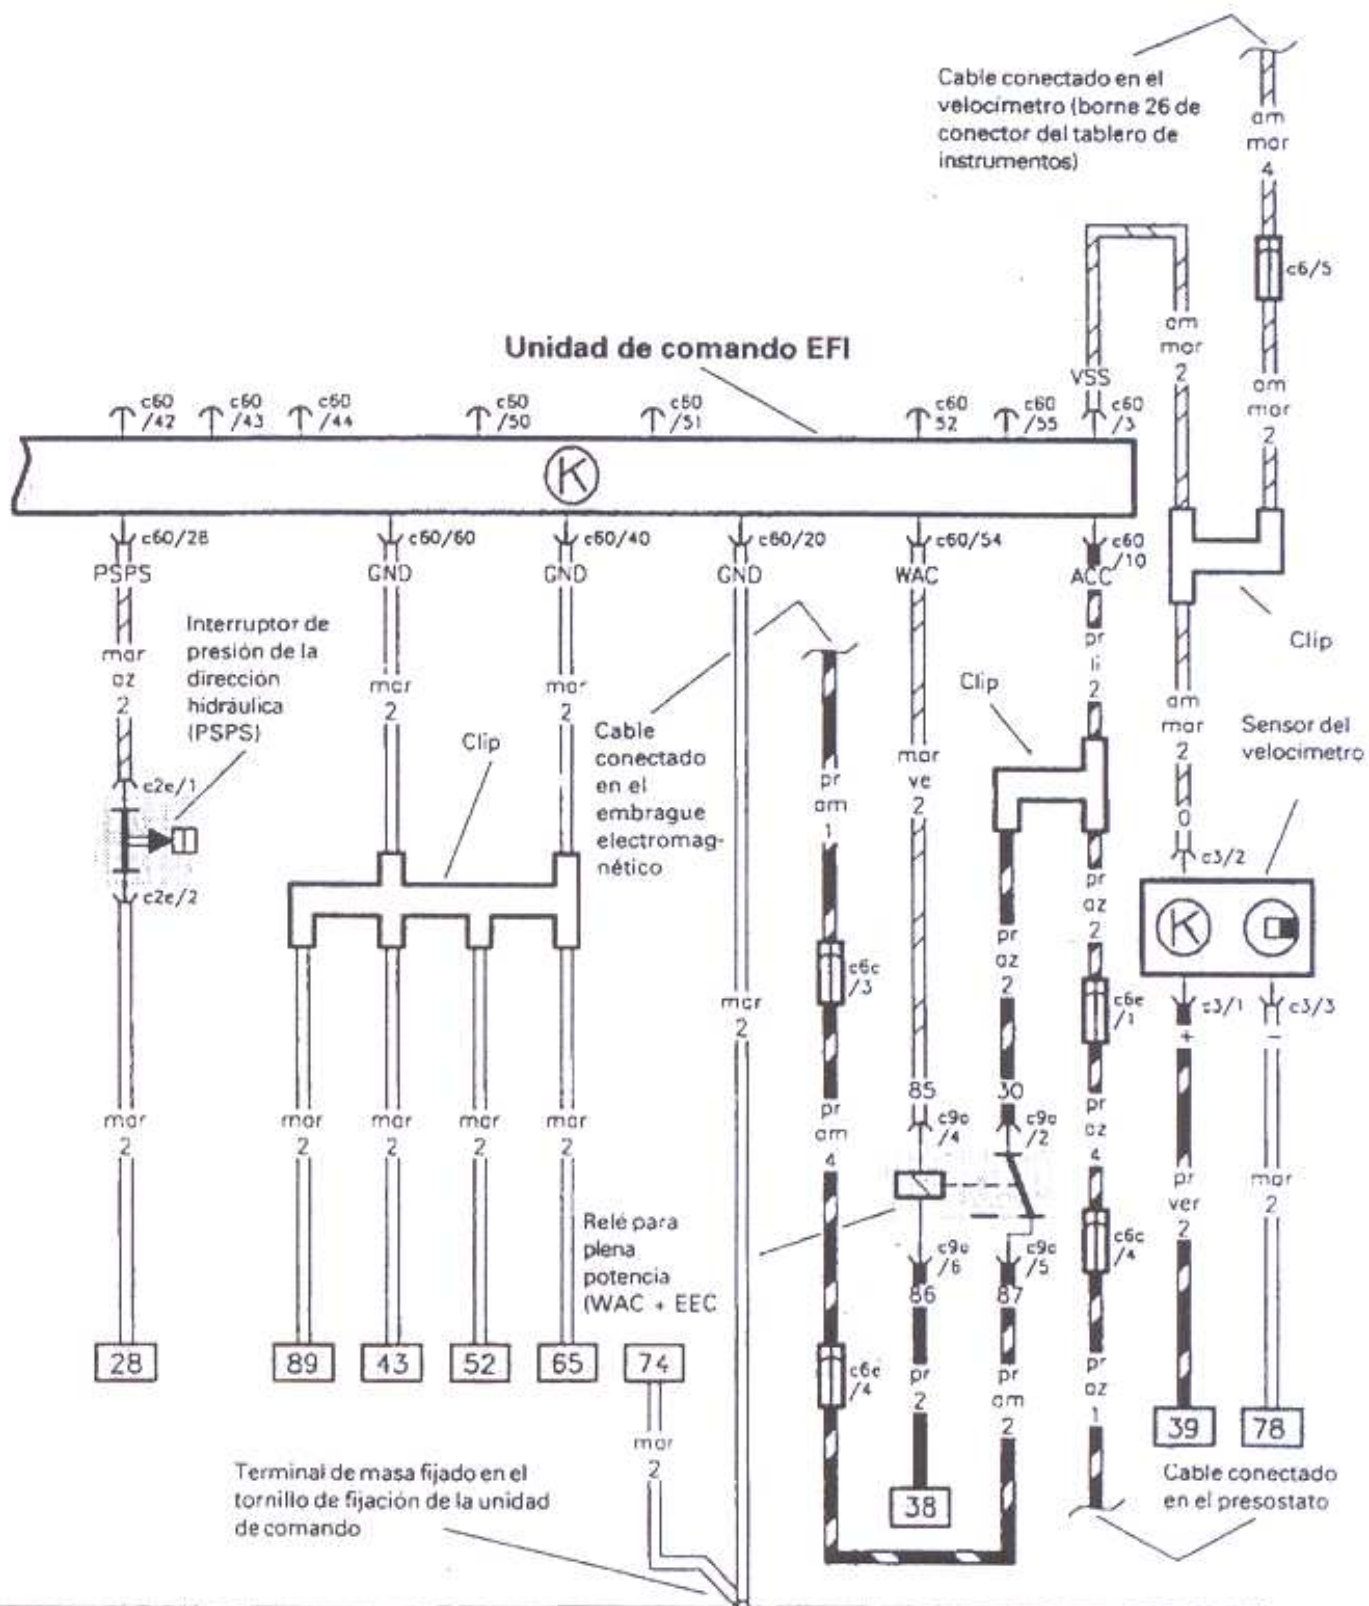 Cable conectado en el
velocímetro (borne 26 de
conector del tablero de
instrumentos)
am
mar
4
c6/5
am
mar
2
am
mar
2
VSS
Unidad de comando EFI
c60
/42
c60
/43
c60
/44
c60
/50
c60
/51
c60
52
c60
/55
c60
/3
K
c60/28
c60/60
c60/40
c60/20
c60/54
c60
/10
PSPS
GND
GND
GND
WAC
ACC
Interruptor de
presión de la
dirección
hidráulica
(PSPS)
mar
az
2
mar
2
mar
2
Clip
Cable
conectado
en el
embrague
electromag-
nético
pr
am
1
mar
ve
2
Clip
pr
li
2
Clip
am
mar
2
0
Sensor del
velocimetro
c2e/1
c2e/2
c3/2
K
c3/1
c3/3
+
-
c6c
/3
mar
2
pr
az
2
pr
az
2
c6e
/1
mar
2
mar
2
mar
2
mar
2
mar
2
pr
am
4
85
30
c9a
/4
c9a
/2
pr
az
4
pr
ver
2
mar
2
Relé para
plena
potencia
(WAC + EEC
c9a
/6
c9a
/5
86
87
c6c
/4
28
89
43
52
65
74
c6e
/4
pr
2
pr
am
2
pr
az
1
39
78
mar
2
38
Cable conectado
en el presostato
Terminal de masa fijado en el
tornillo de fijación de la unidad
de comando